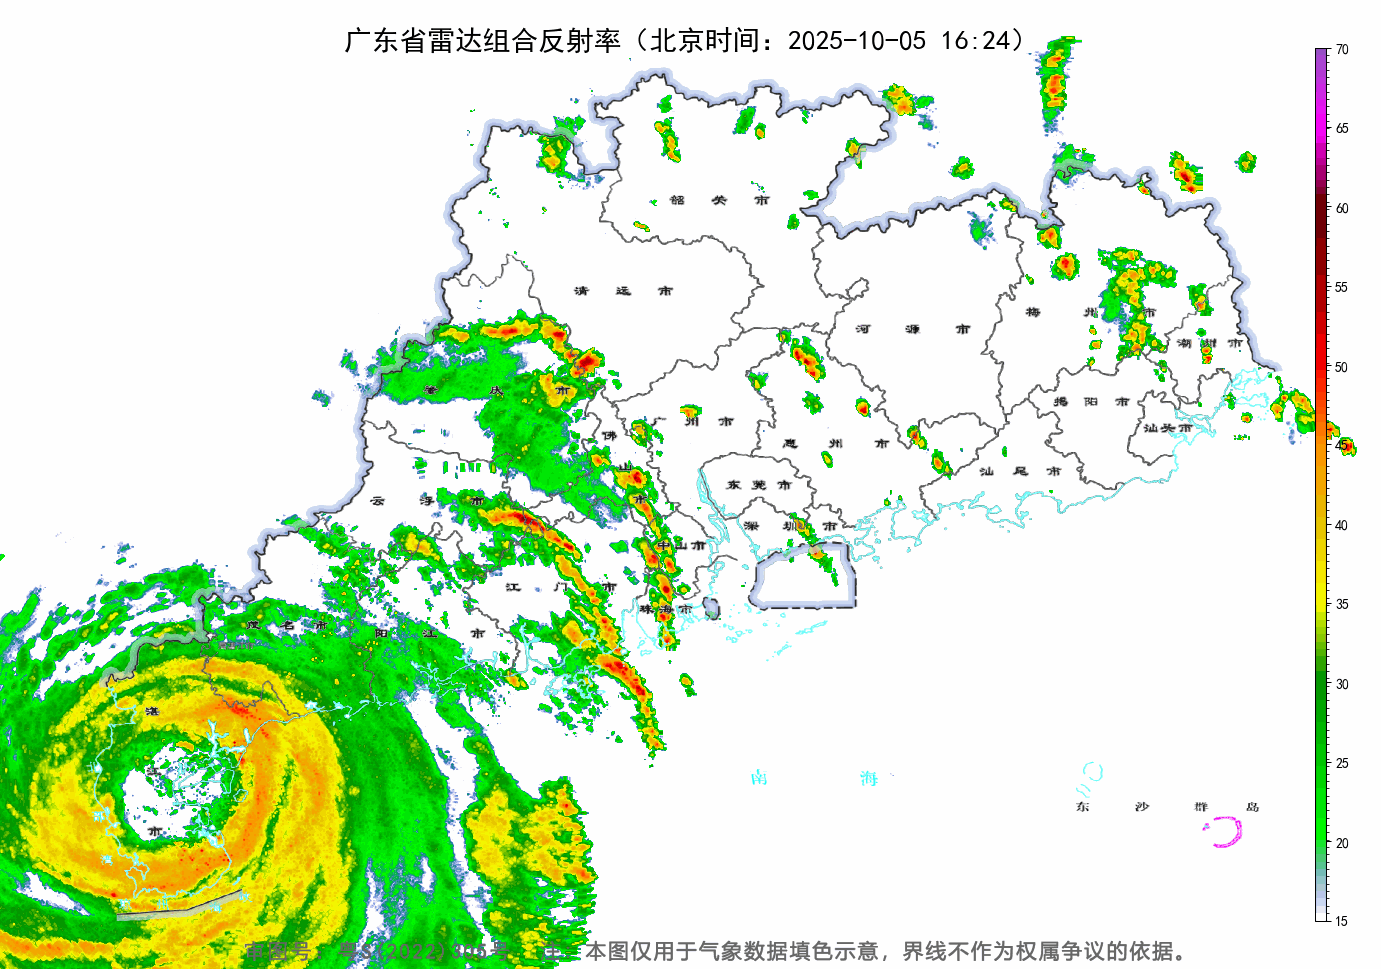 广东省雷达组合反射率（北京时间：2025-10-05 16:24）
70
65
60
55
50
45
40
35
30
25
20
15
韶 关 市
清 远 市
河 源 市
梅 州 市
潮 州 市
肇 庆 市
广 州 市
揭 阳 市
汕头市
佛 山 市
惠 州 市
汕 尾 市
东 莞 市
云 浮 市
深 圳 市
中山市
江 门 市
珠海市
茂 名 市
阳 江 市
湛 江 市
南 海
东 沙 群 岛
审图号：粤S(2022)305号 注：本图仅用于气象数据填色示意，界线不作为权属争议的依据。